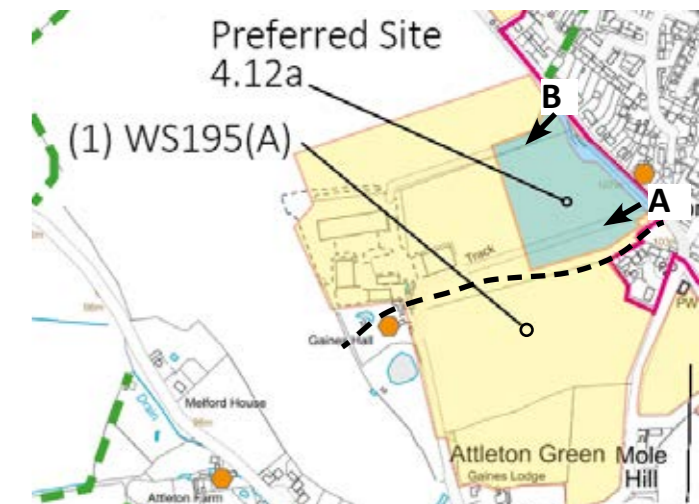 Preferred Site
4.12a
(1) WS195(A)
B
A
Track
Gaines Hall
PW
Melford House
Drain
Attleton Green
Mole
Hill
Gaines Lodge
Attleton Farm